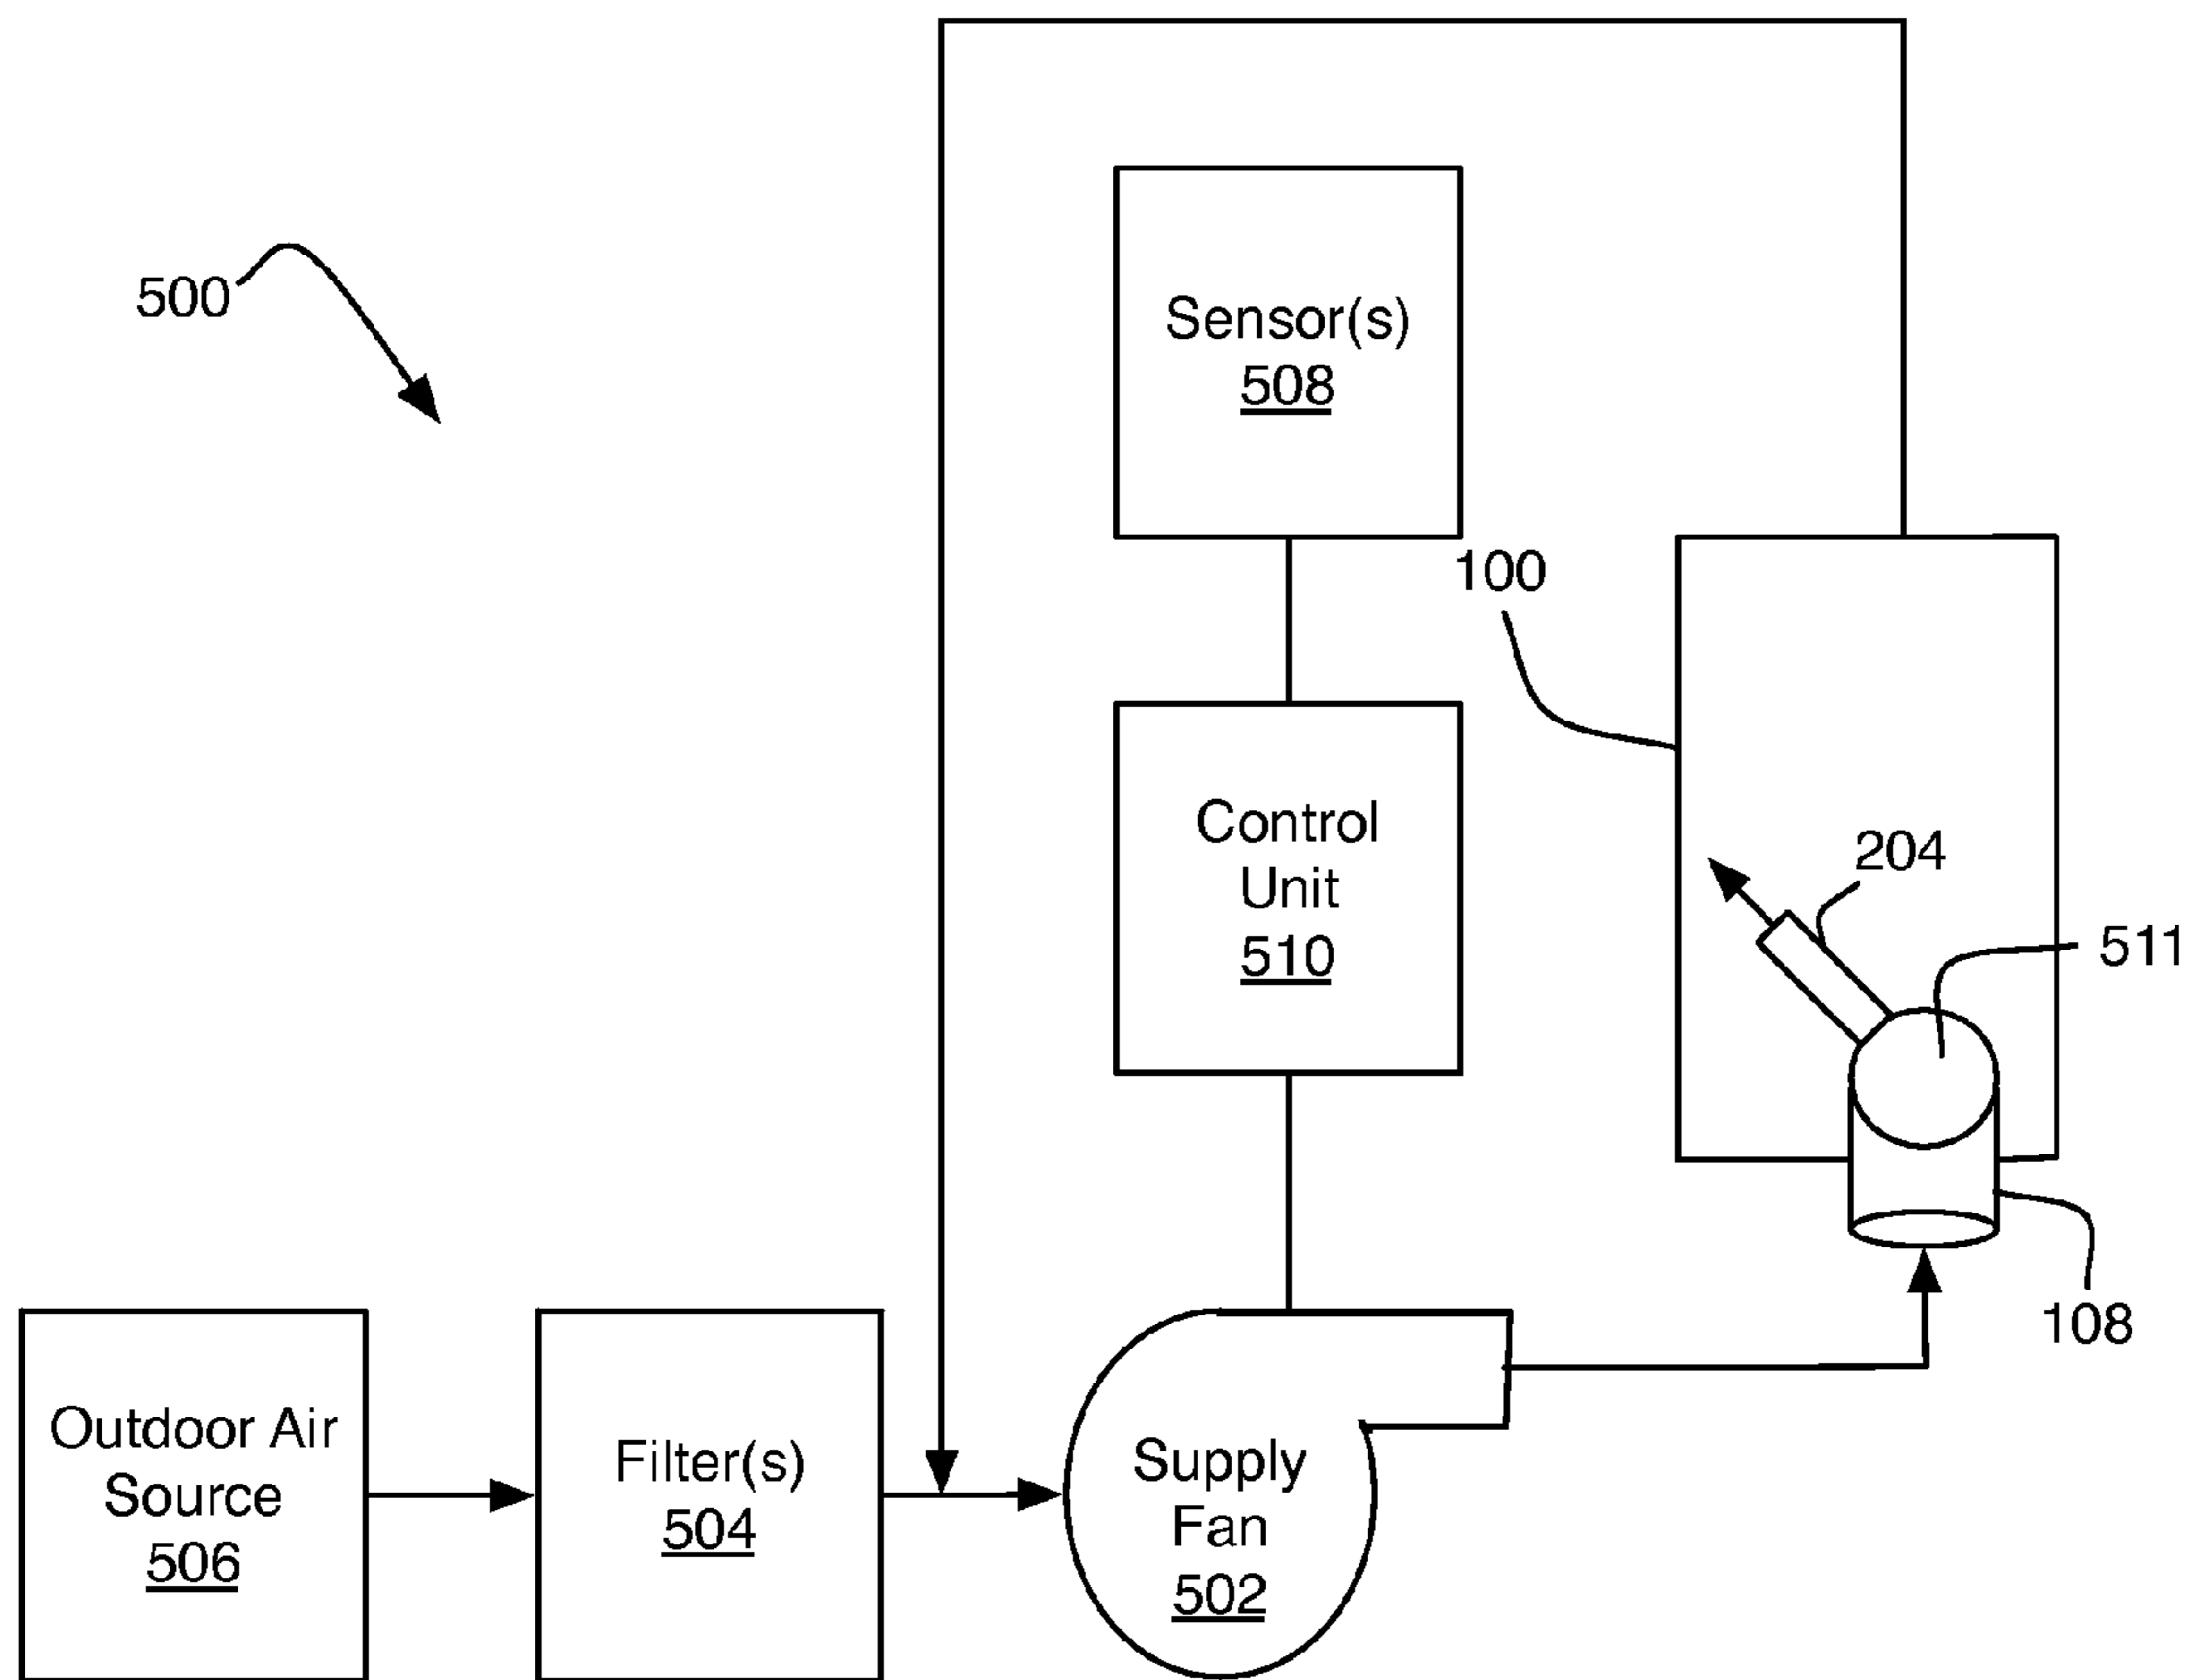 500
Sensor(s)
508
100
Control
Unit
510
204
511
108
Outdoor Air
Source
506
Filter(s)
504
Supply
Fan
502